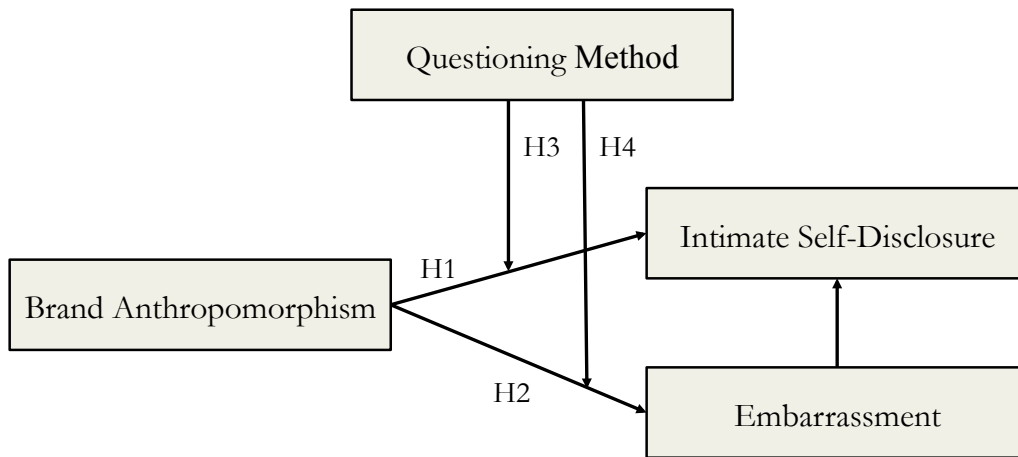 Questioning Method
H3
H4
Intimate Self-Disclosure
H1
Brand Anthropomorphism
H2
Embarrassment